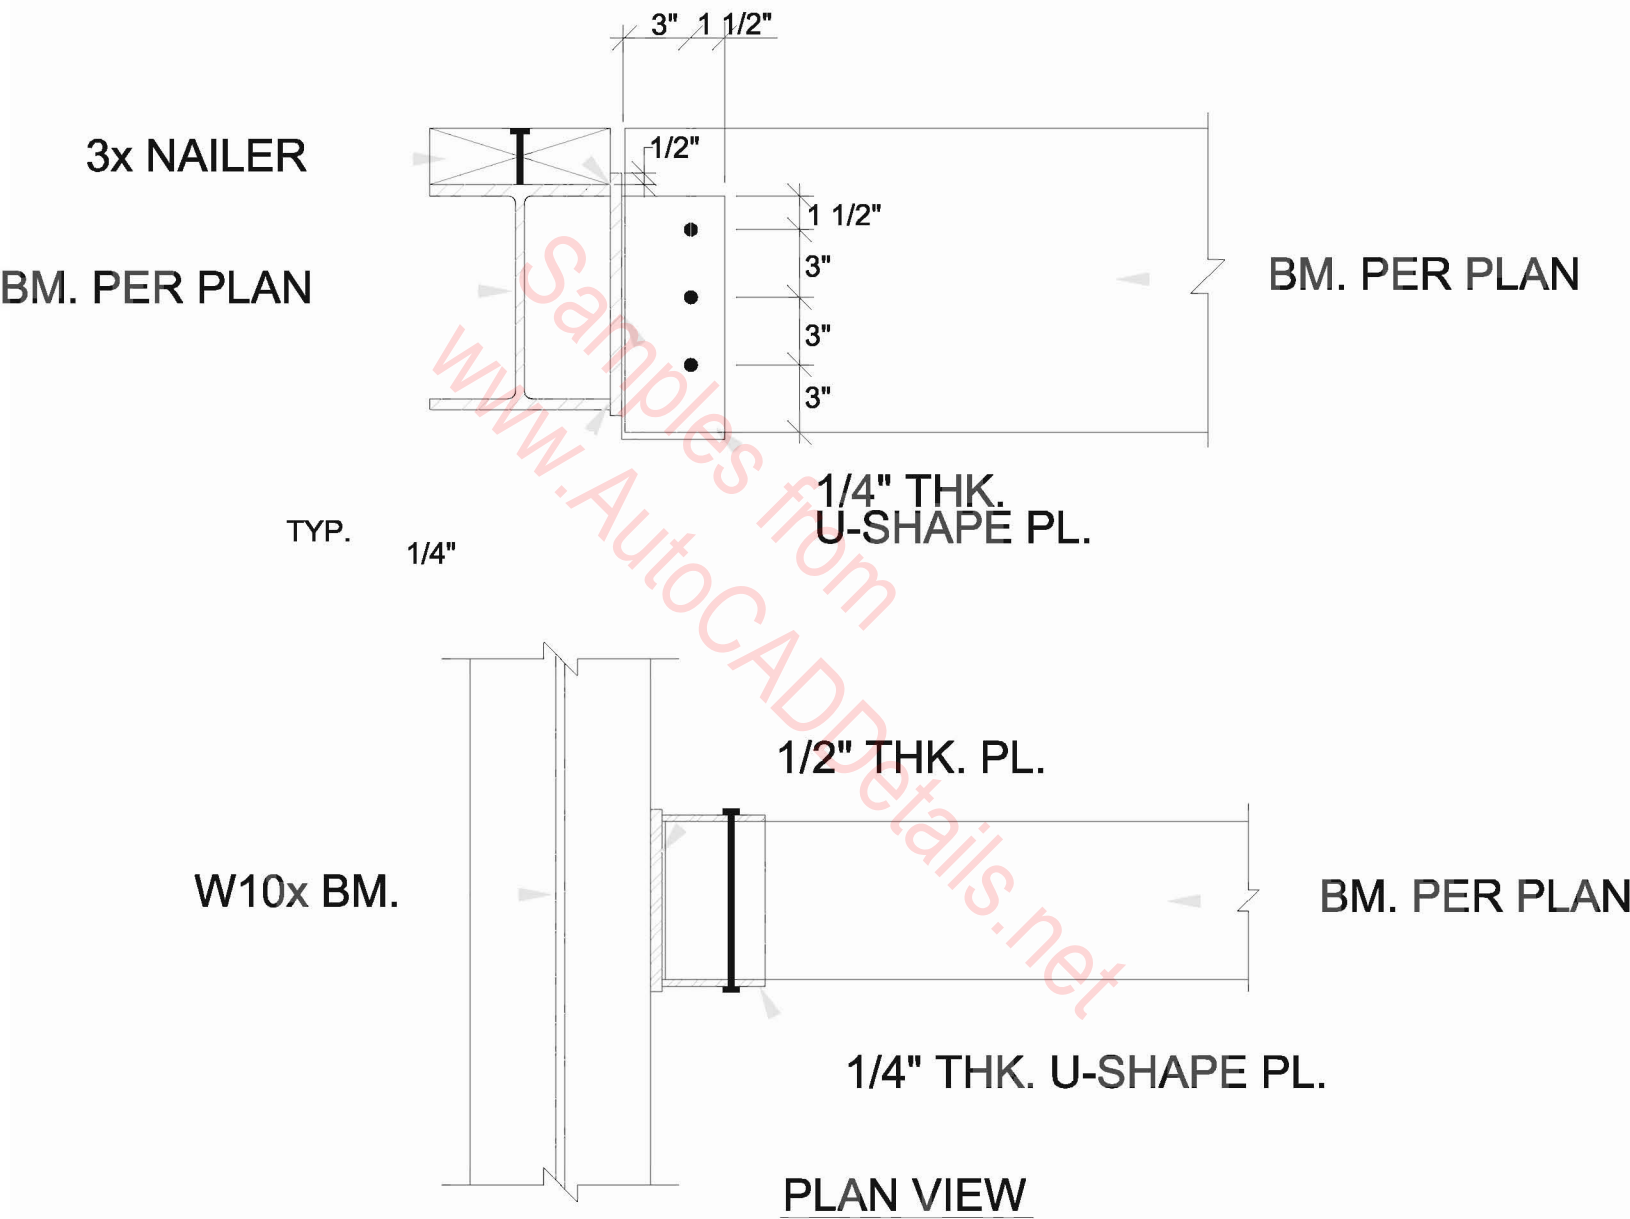 3" 1 1/2"
3x NAILER
1/2"
1 1/2"
3"
BM. PER PLAN
BM. PER PLAN
3"
3"
1/4" THK.
U-SHAPE PL.
TYP.
1/4"
Samples from
www.AutoCADDetails.net
1/2" THK. PL.
W10x BM.
BM. PER PLAN
1/4" THK. U-SHAPE PL.
PLAN VIEW